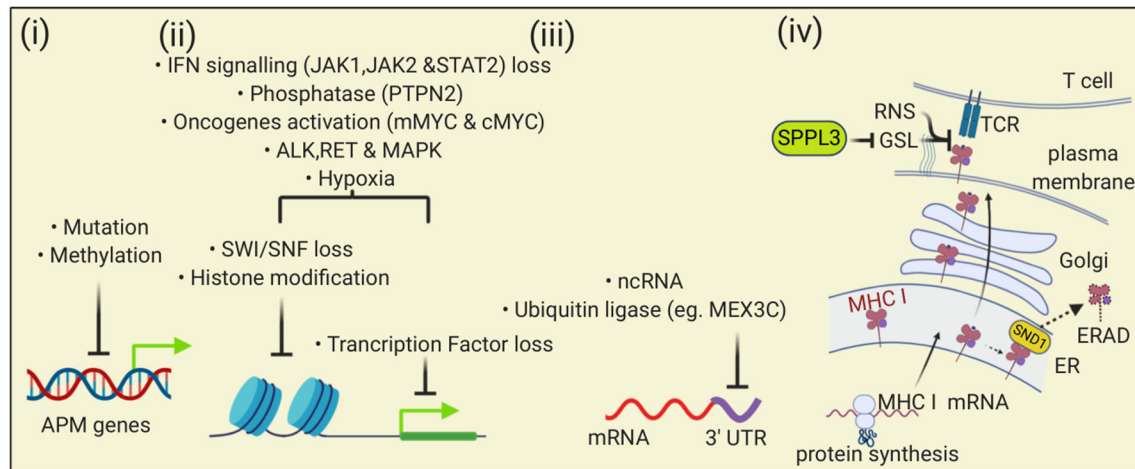 (i)
• Mutation
• Methylation
APM genes
(ii)
• IFN signalling (JAK1,JAK2 &STAT2) loss
• Phosphatase (PTPN2)
• Oncogenes activation (mMYC & cMYC)
• ALK,RET & MAPK
• Hypoxia
• SWI/SNF loss
• Histone modification
• Trancription Factor loss
(iii)
• ncRNA
• Ubiquitin ligase (eg. MEX3C)
mRNA
3' UTR
(iv)
T cell
RNS
TCR
SPPL3
GSL
plasma
membrane
Golgi
MHC I
SND1
ERAD
ER
MHC I mRNA
protein synthesis